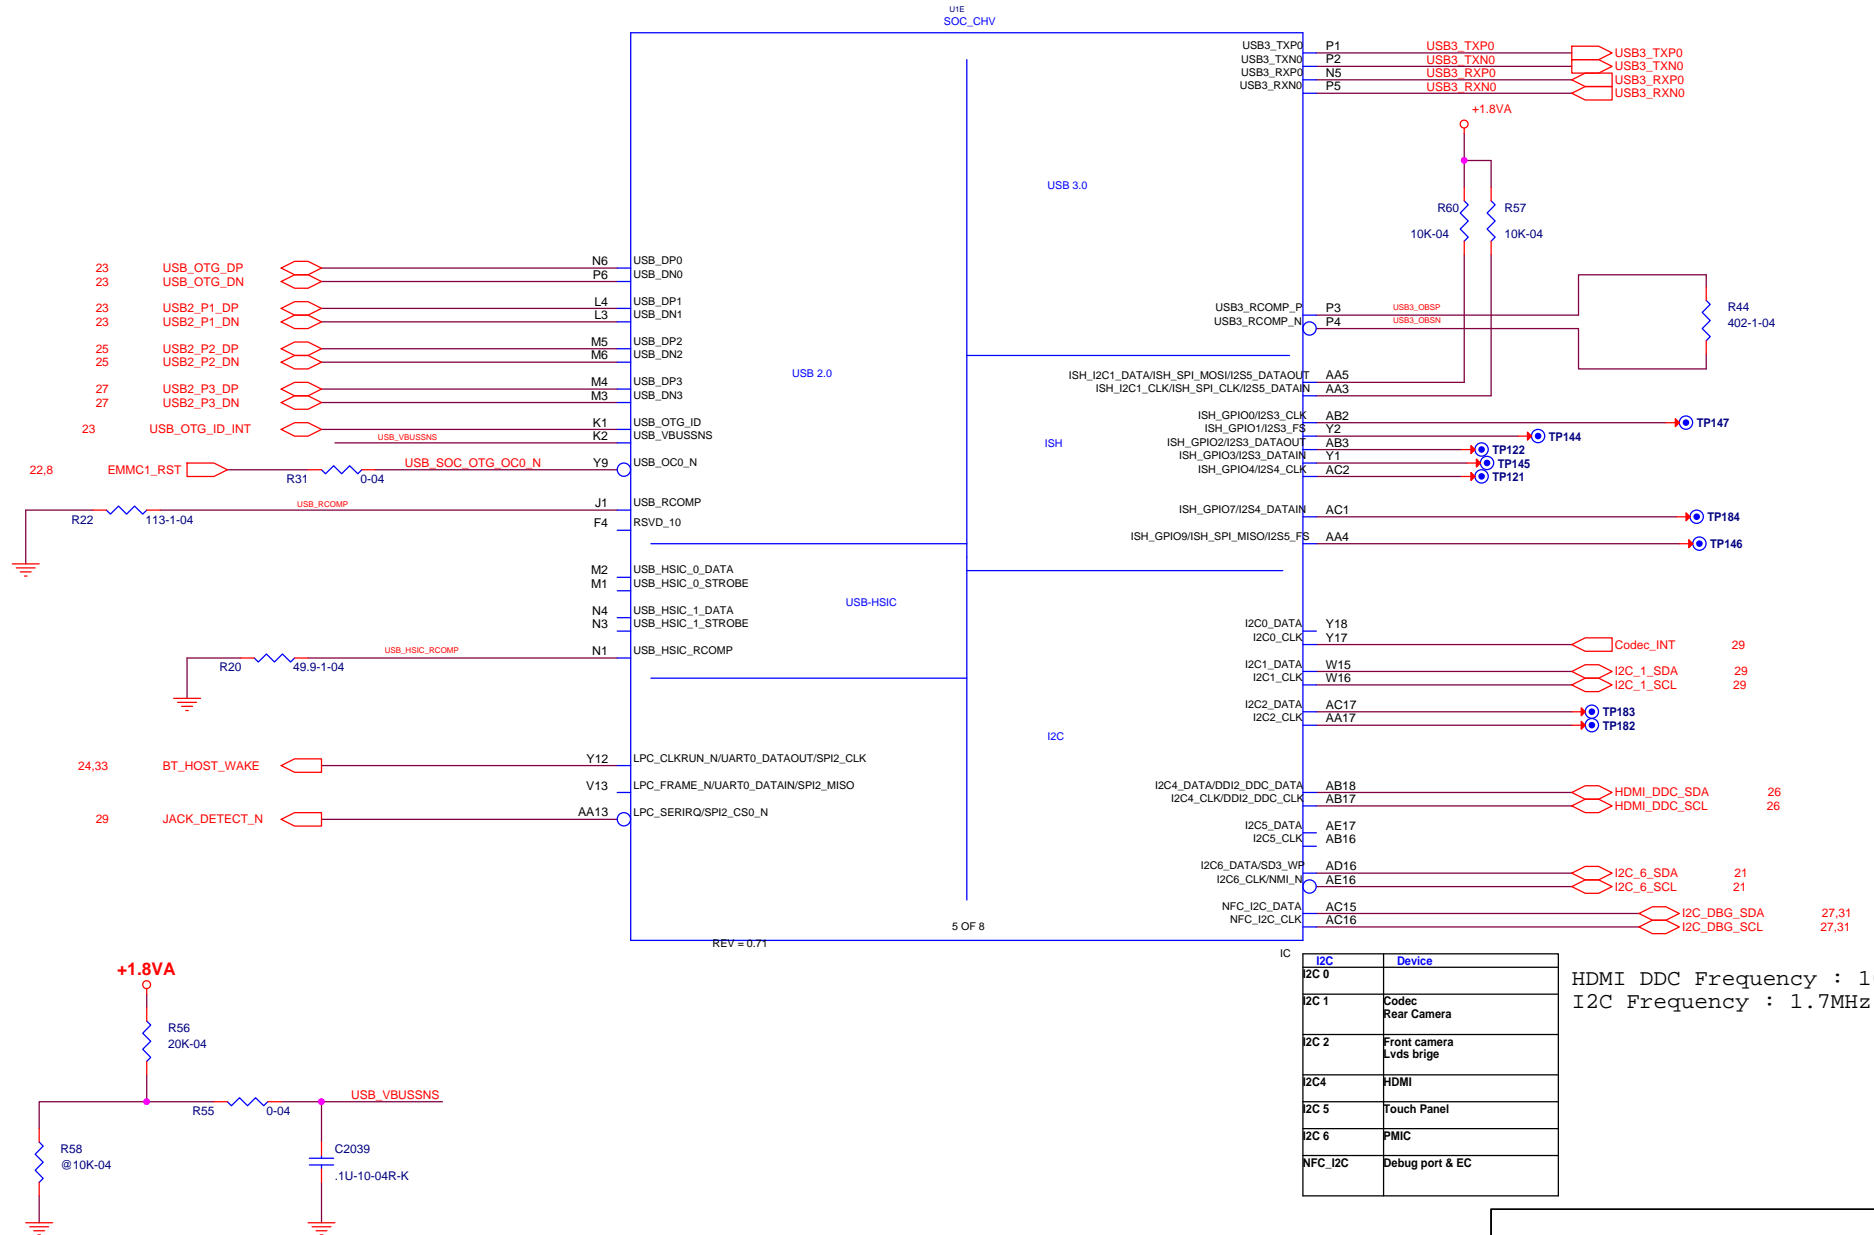 U1E
SOC_CHV
USB3_TXP0 P1 USB3_TXP0 USB3_TXP0
USB3_TXN0 P2 USB3_TXN0 USB3_TXN0
USB3_RXP0 N5 USB3_RXP0 USB3_RXP0
USB3_RXN0 P5 USB3_RXN0 USB3_RXN0
+1.8VA
USB 3.0
R60 R57
10K-04 10K-04
23 USB_OTG_DP N6 USB_DP0
23 USB_OTG_DN P6 USB_DN0
23 USB2_P1_DP L4 USB_DP1
23 USB2_P1_DN L3 USB_DN1
25 USB2_P2_DP M5 USB_DP2
25 USB2_P2_DN M6 USB_DN2
27 USB2_P3_DP M4 USB_DP3
27 USB2_P3_DN M3 USB_DN3
23 USB_OTG_ID_INT K1 USB_OTG_ID
USB_VBUSSNS K2 USB_VBUSSNS
22,8 EMMC1_RST R31 0-04 USB_SOC_OTG_OC0_N Y9 USB_OC0_N
R22 113-1-04 USB_RCOMP J1 USB_RCOMP
F4 RSVD_10
USB 2.0
USB3_RCOMP_P P3 USB3_OBSP
USB3_RCOMP_N P4 USB3_OBSN
R44
402-1-04
ISH_I2C1_DATA/ISH_SPI_MOSI/I2S5_DATAOUT AA5
ISH_I2C1_CLK/ISH_SPI_CLK/I2S5_DATAIN AA3
ISH_GPIO0/I2S3_CLK AB2 TP147
ISH_GPIO1/I2S3_FS Y2 TP144
ISH_GPIO2/I2S3_DATAOUT AB3 TP122
ISH_GPIO3/I2S3_DATAIN Y1 TP145
ISH_GPIO4/I2S4_CLK AC2 TP121
ISH
ISH_GPIO7/I2S4_DATAIN AC1 TP184
ISH_GPIO9/ISH_SPI_MISO/I2S5_FS AA4 TP146
M2 USB_HSIC_0_DATA
M1 USB_HSIC_0_STROBE
N4 USB_HSIC_1_DATA
N3 USB_HSIC_1_STROBE
USB-HSIC
R20 49.9-1-04 USB_HSIC_RCOMP N1 USB_HSIC_RCOMP
I2C0_DATA Y18
I2C0_CLK Y17 Codec_INT 29
I2C1_DATA W15 I2C_1_SDA 29
I2C1_CLK W16 I2C_1_SCL 29
I2C2_DATA AC17 TP183
I2C2_CLK AA17 TP182
I2C
24,33 BT_HOST_WAKE Y12 LPC_CLKRUN_N/UART0_DATAOUT/SPI2_CLK
V13 LPC_FRAME_N/UART0_DATAIN/SPI2_MISO
29 JACK_DETECT_N AA13 LPC_SERIRQ/SPI2_CS0_N
I2C4_DATA/DDI2_DDC_DATA AB18 HDMI_DDC_SDA 26
I2C4_CLK/DDI2_DDC_CLK AB17 HDMI_DDC_SCL 26
I2C5_DATA AE17
I2C5_CLK AB16
I2C6_DATA/SD3_WP AD16 I2C_6_SDA 21
I2C6_CLK/NMI_N AE16 I2C_6_SCL 21
NFC_I2C_DATA AC15 I2C_DBG_SDA 27,31
NFC_I2C_CLK AC16 I2C_DBG_SCL 27,31
5 OF 8
REV = 0.71
IC
I2C Device
I2C 0
I2C 1 Codec
Rear Camera
I2C 2 Front camera
Lvds brige
I2C4 HDMI
I2C 5 Touch Panel
I2C 6 PMIC
NFC_I2C Debug port & EC
HDMI DDC Frequency : 1
I2C Frequency : 1.7MHz
+1.8VA
R56
20K-04
R55 0-04 USB_VBUSSNS
R58
@10K-04
C2039
.1U-10-04R-K